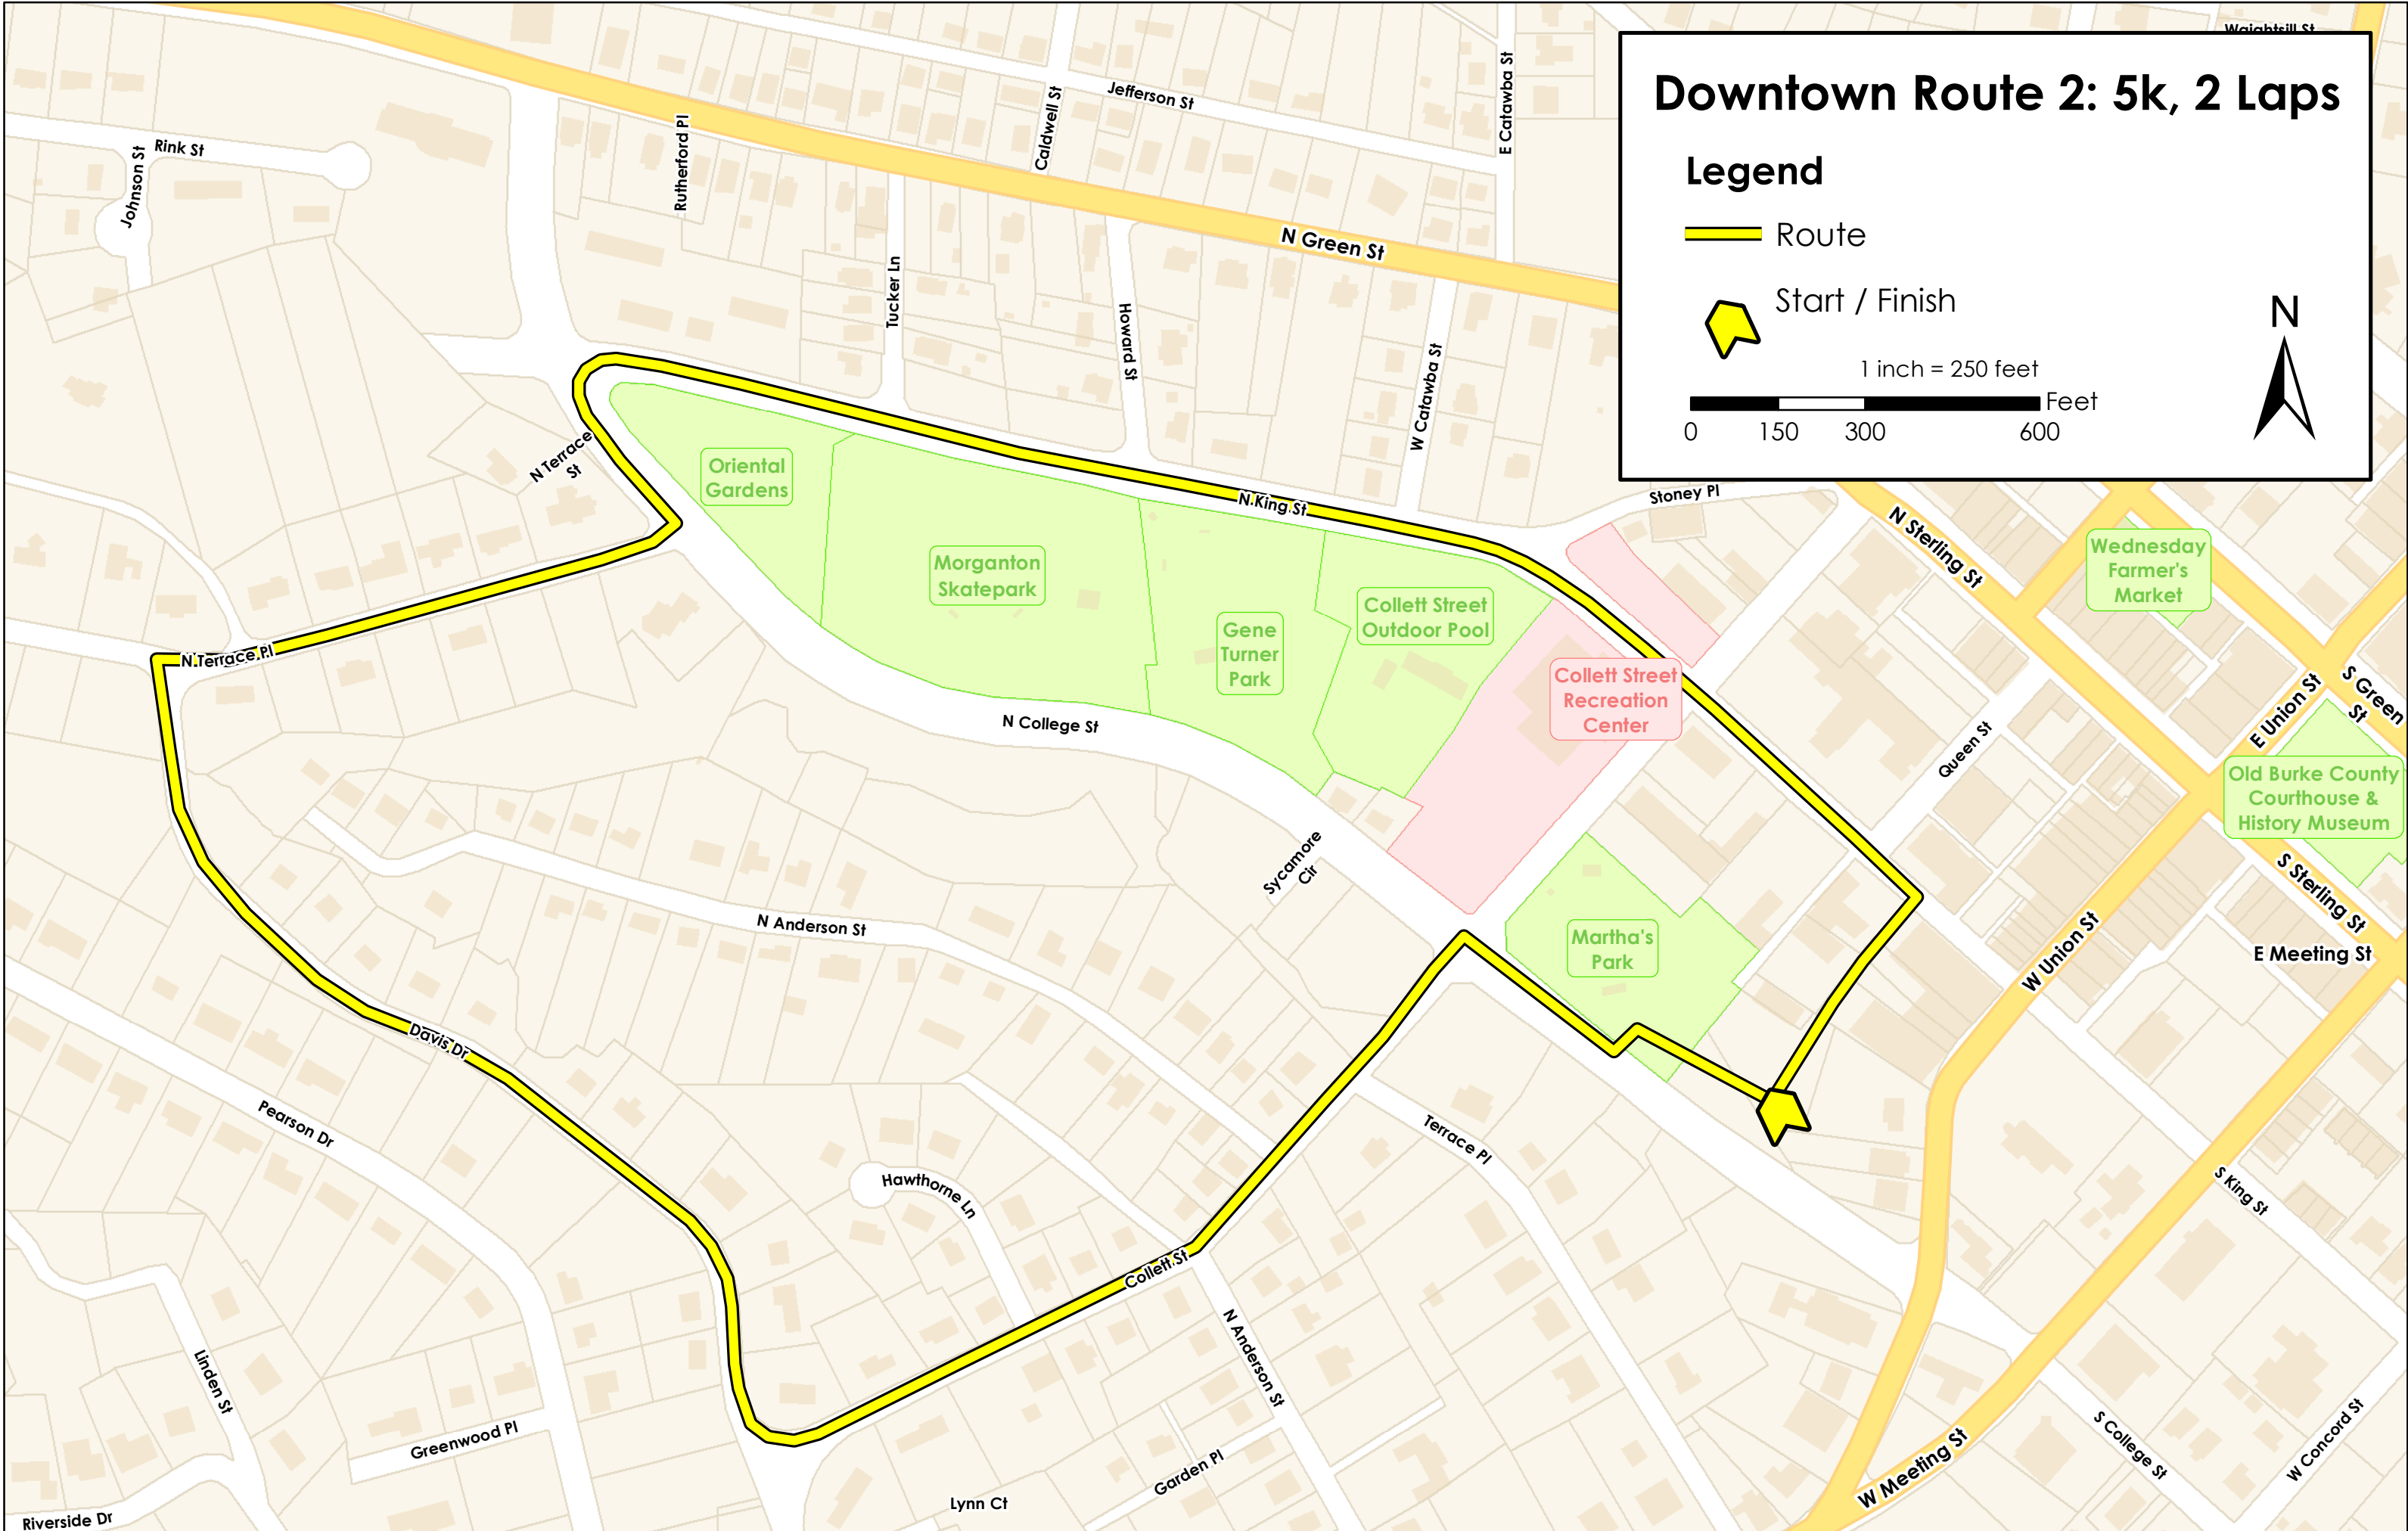 Waightsill St
Downtown Route 2: 5k, 2 Laps
Legend
Route
Start / Finish
N
1 inch = 250 feet
Feet
0 150 300 600
Jefferson St
Caldwell St
E Catawba St
Rutherford Pl
Rink St
Johnson St
N Green St
Tucker Ln
Howard St
W Catawba St
N Terrace
St
Oriental
Gardens
N King St
Stoney Pl
N Sterling St
Morganton
Skatepark
Wednesday
Farmer's
Market
Collett Street
Outdoor Pool
Gene
Turner
Park
N Terrace Pl
Collett Street
Recreation
Center
S Green
St
E Union St
N College St
Queen St
Old Burke County
Courthouse &
History Museum
Sycamore
Cir
S Sterling St
N Anderson St
Martha's
Park
W Union St
E Meeting St
Davis Dr
Pearson Dr
Terrace Pl
Hawthorne Ln
S King St
Collett St
N Anderson St
Linden St
Greenwood Pl
Garden Pl
Lynn Ct
W Meeting St
S College St
W Concord St
Riverside Dr